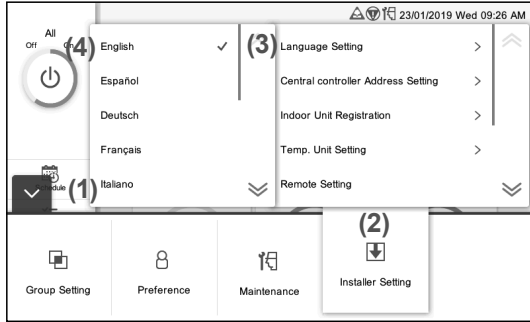 23/01/2019 Wed 09:26 AM
All
Off On
(4)
English
Español
Deutsch
Français
Italiano
(3)
Language Setting
Central controller Address Setting
Indoor Unit Registration
Temp. Unit Setting
Remote Setting
Schedule
(1)
(2)
Group Setting
Preference
Maintenance
Installer Setting